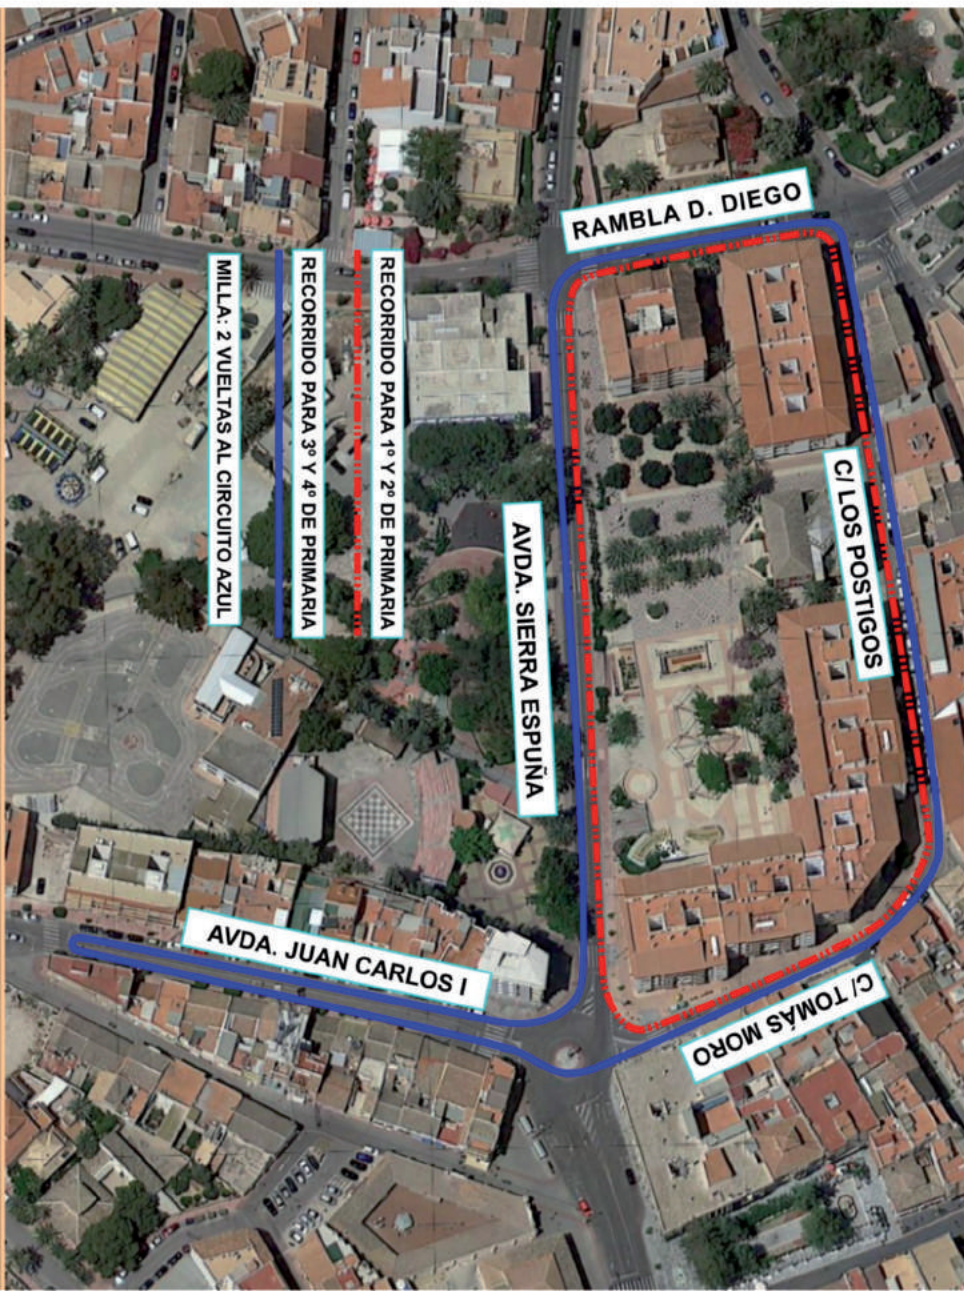 RAMBLA D. DIEGO
C/ LOS POSTIGOS
AVDA. SIERRA ESPUÑA
C/ TOMÁS MORO
AVDA. JUAN CARLOS I
RECORRIDO PARA 1º Y 2º DE PRIMARIA
RECORRIDO PARA 3º Y 4º DE PRIMARIA
MILLA: 2 VUELTAS AL CIRCUITO AZUL